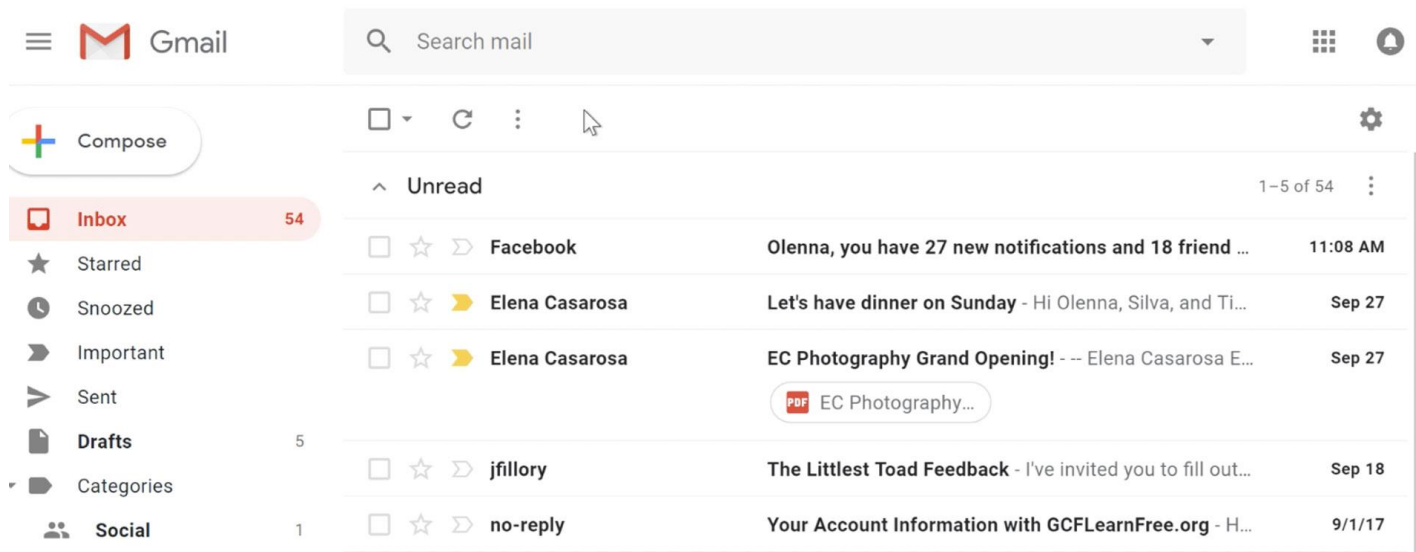 Gmail
Search mail
Compose
Inbox 54
Starred
Snoozed
Important
Sent
Drafts 5
Categories
Social 1
Unread 1–5 of 54
Facebook Olenna, you have 27 new notifications and 18 friend ... 11:08 AM
Elena Casarosa Let's have dinner on Sunday - Hi Olenna, Silva, and Ti... Sep 27
Elena Casarosa EC Photography Grand Opening! - -- Elena Casarosa E... Sep 27
PDF EC Photography...
jfillory The Littlest Toad Feedback - I've invited you to fill out... Sep 18
no-reply Your Account Information with GCFLearnFree.org - H... 9/1/17